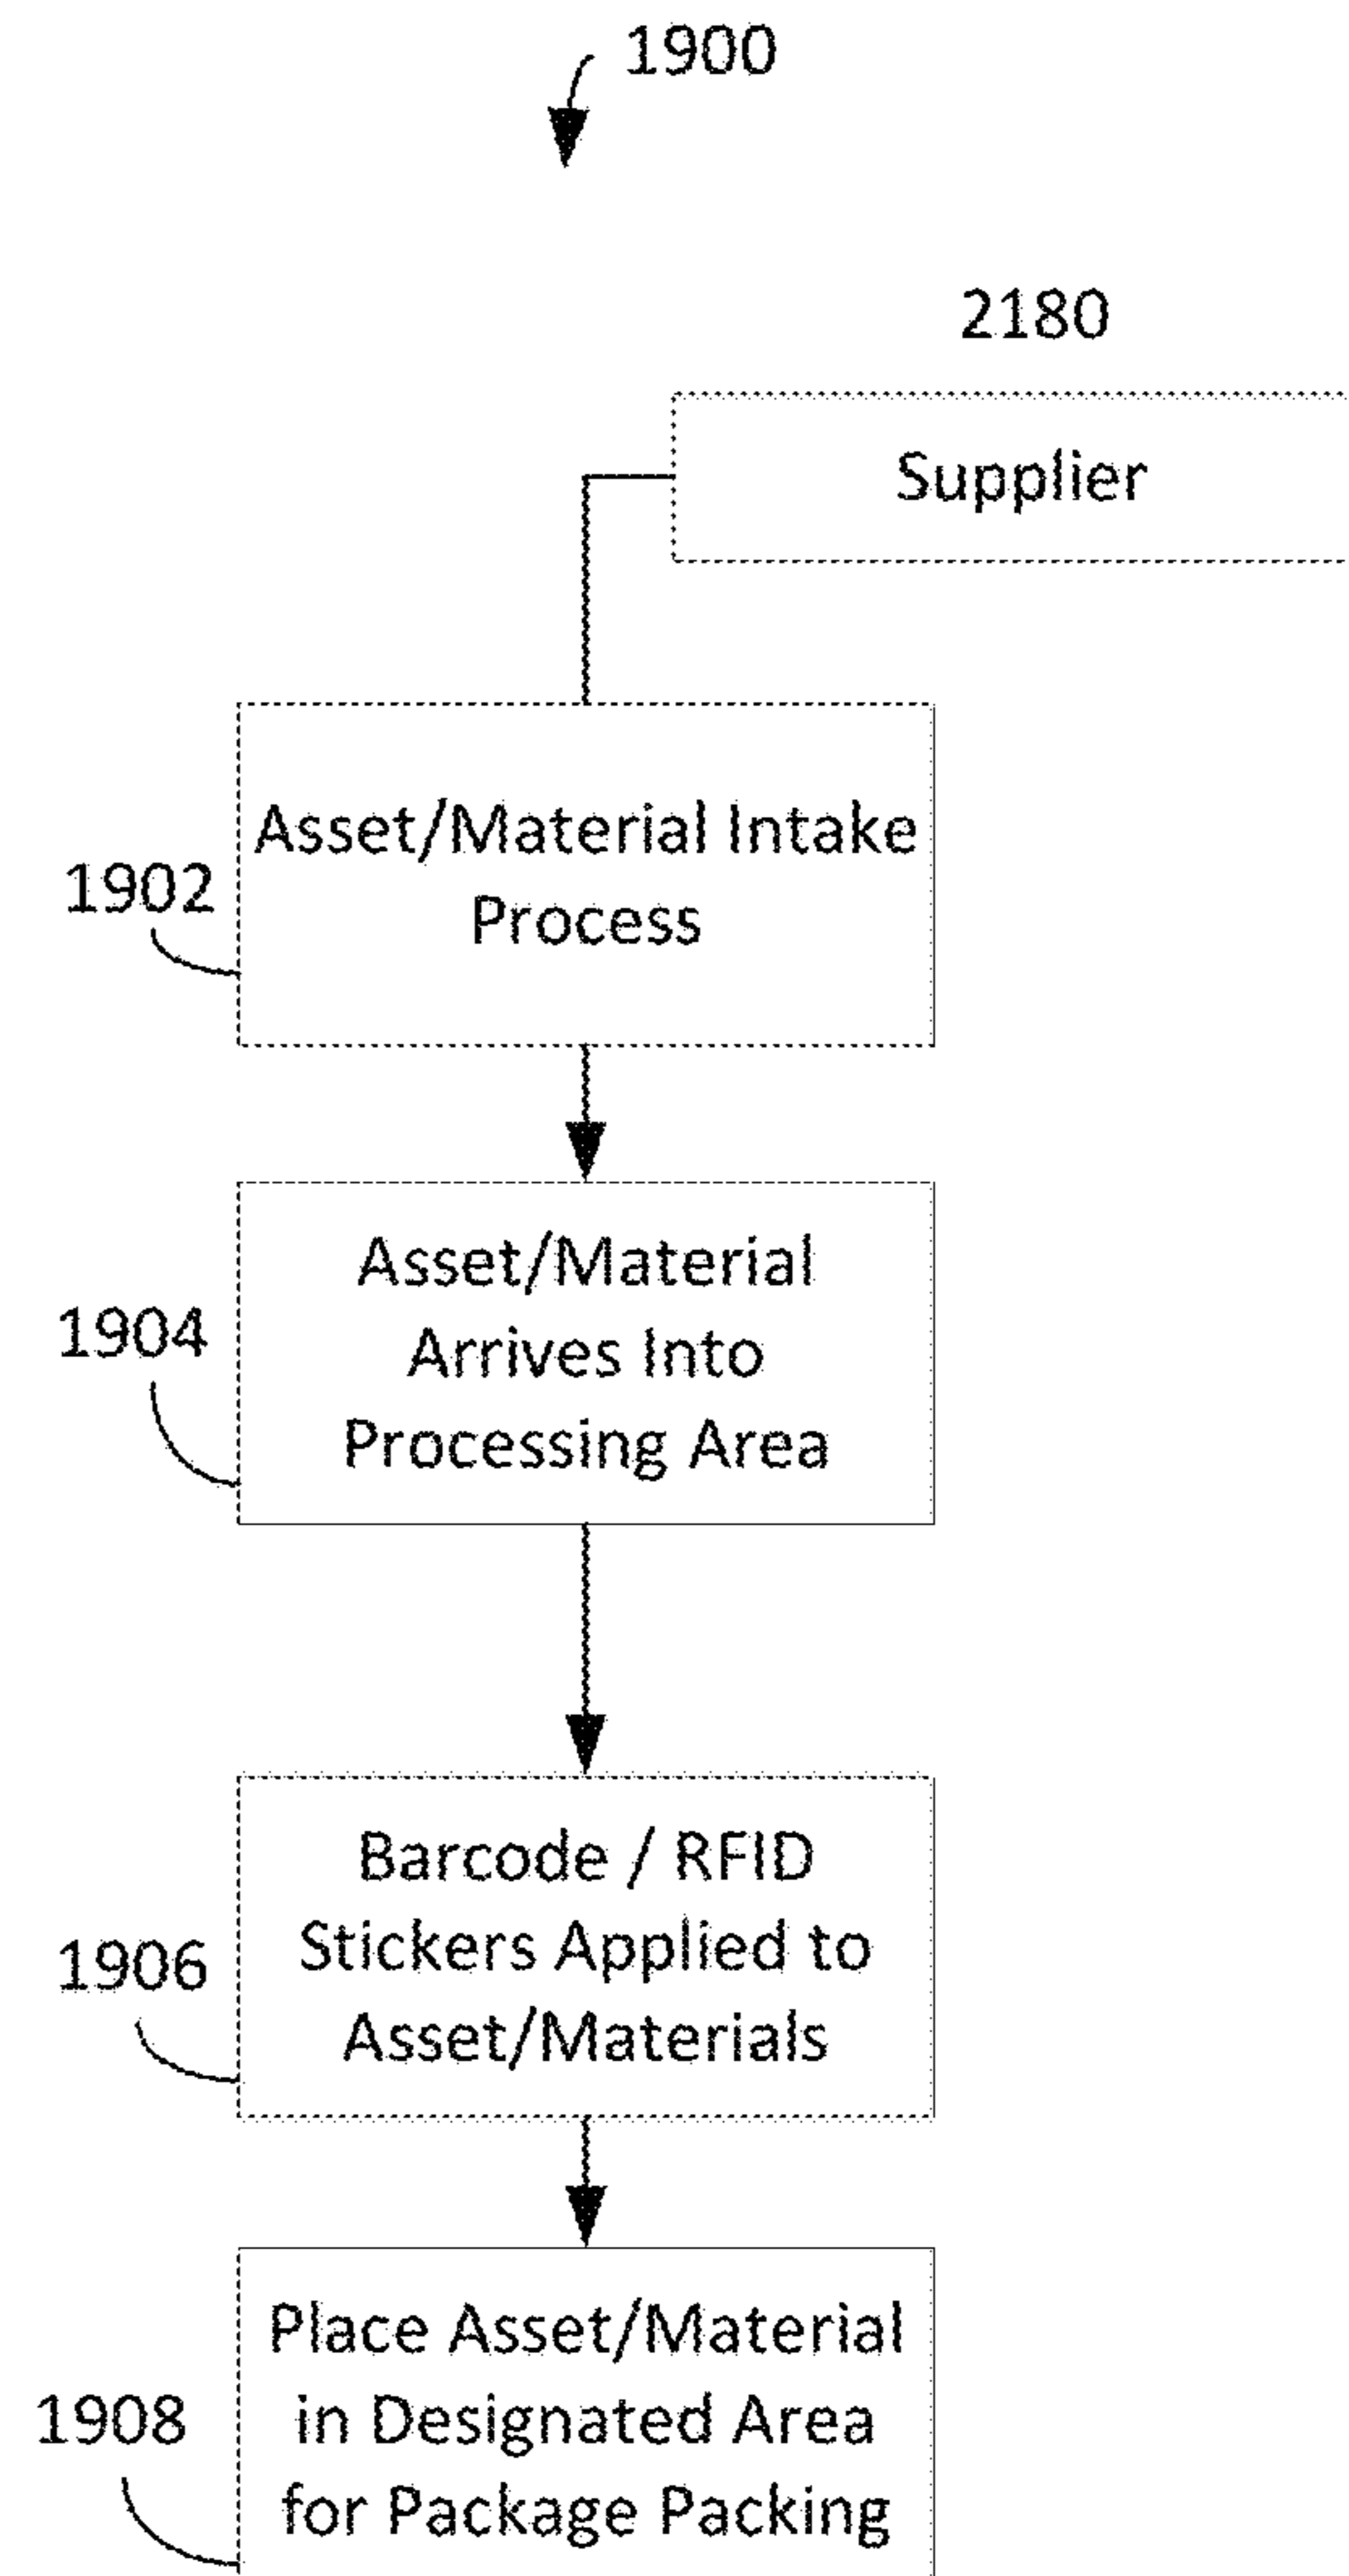 1900
2180
Supplier
Asset/Material Intake
Process
1902
Asset/Material
Arrives Into
Processing Area
1904
Barcode / RFID
Stickers Applied to
Asset/Materials
1906
Place Asset/Material
in Designated Area
for Package Packing
1908